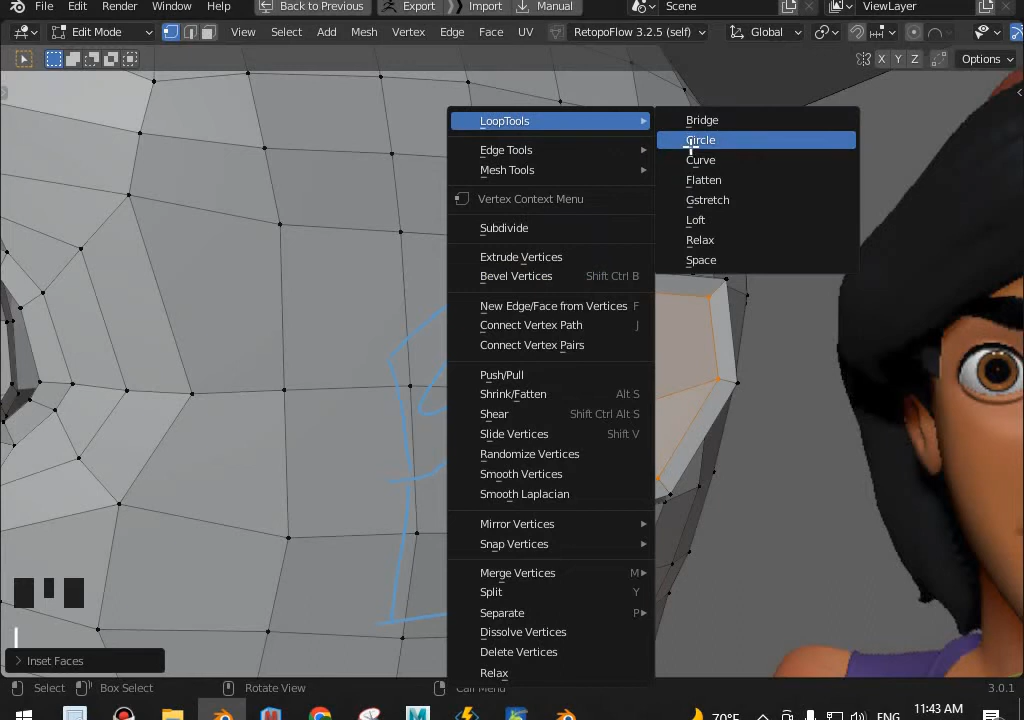 File Edit Render Window Help Back to Previous Export Import Manual Scene ViewLayer
Edit Mode View Select Add Mesh Vertex Edge Face UV RetopoFlow 3.2.5 (self) Global
X Y Z Options
LoopTools
Edge Tools
Mesh Tools
Vertex Context Menu
Subdivide
Extrude Vertices
Bevel Vertices Shift Ctrl B
New Edge/Face from Vertices F
Connect Vertex Path J
Connect Vertex Pairs
Push/Pull
Shrink/Fatten Alt S
Shear Shift Ctrl Alt S
Slide Vertices Shift V
Randomize Vertices
Smooth Vertices
Smooth Laplacian
Mirror Vertices
Snap Vertices
Merge Vertices M
Split Y
Separate P
Dissolve Vertices
Delete Vertices
Relax
Bridge
Circle
Curve
Flatten
Gstretch
Loft
Relax
Space
Inset Faces
Select Box Select Rotate View Call Menu 3.0.1
70°F ENG 11:43 AM